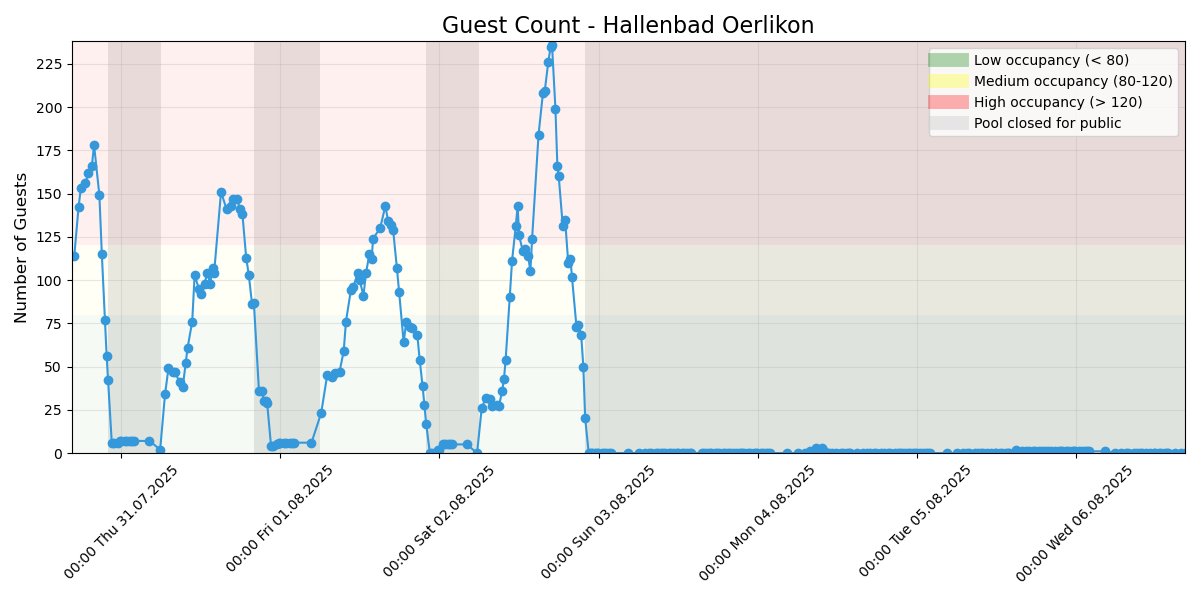 Guest Count - Hallenbad Oerlikon
Low occupancy (< 80)
Medium occupancy (80-120)
High occupancy (> 120)
Pool closed for public
Number of Guests
225
200
175
150
125
100
75
50
25
0
00:00 Thu 31.07.2025
00:00 Fri 01.08.2025
00:00 Sat 02.08.2025
00:00 Sun 03.08.2025
00:00 Mon 04.08.2025
00:00 Tue 05.08.2025
00:00 Wed 06.08.2025